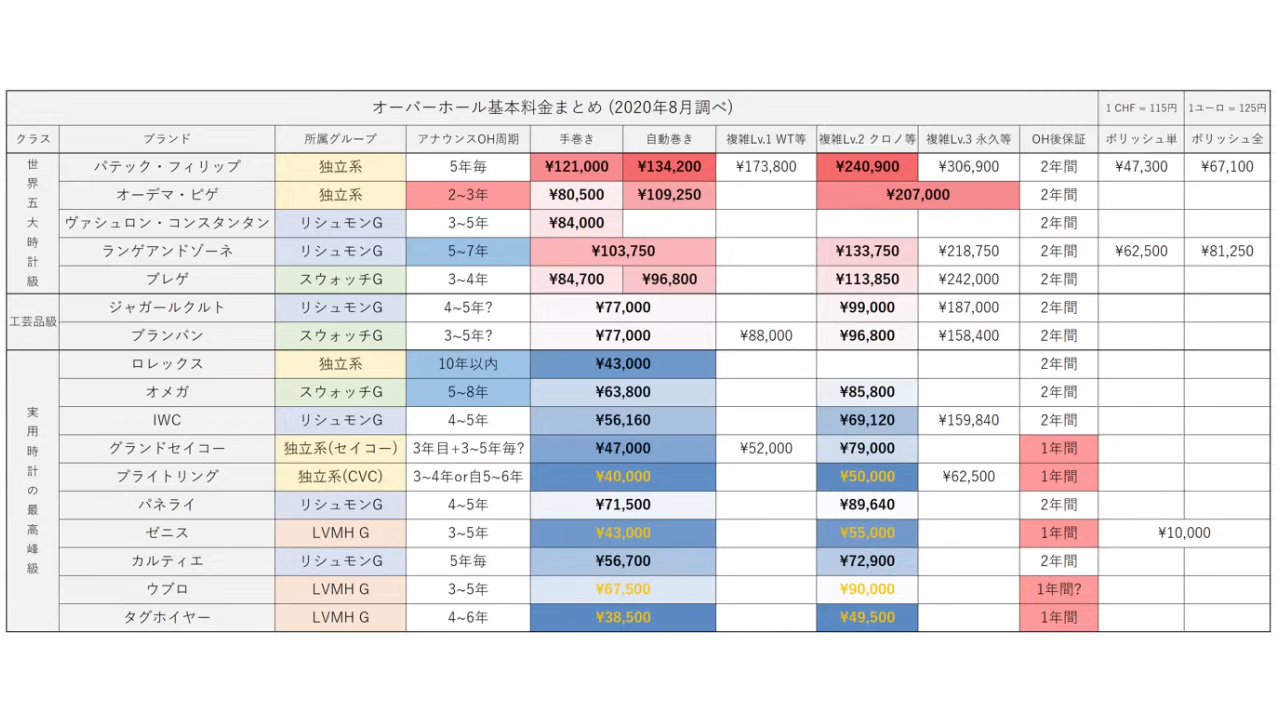 オーバーホール基本料金まとめ (2020年8月調べ) 1 CHF = 115円 1ユーロ = 125円
クラス ブランド 所属グループ アナウンスOH周期 手巻き 自動巻き 複雑Lv.1 WT等 複雑Lv.2 クロノ等 複雑Lv.3 永久等 OH後保証 ポリッシュ単 ポリッシュ全
世界五大時計級
パテック・フィリップ 独立系 5年毎 ¥121,000 ¥134,200 ¥173,800 ¥240,900 ¥306,900 2年間 ¥47,300 ¥67,100
オーデマ・ピゲ 独立系 2~3年 ¥80,500 ¥109,250 ¥207,000 2年間
ヴァシュロン・コンスタンタン リシュモンG 3~5年 ¥84,000 2年間
ランゲアンドゾーネ リシュモンG 5~7年 ¥103,750 ¥133,750 ¥218,750 2年間 ¥62,500 ¥81,250
ブレゲ スウォッチG 3~4年 ¥84,700 ¥96,800 ¥113,850 ¥242,000 2年間
工芸品級
ジャガールクルト リシュモンG 4~5年? ¥77,000 ¥99,000 ¥187,000 2年間
ブランパン スウォッチG 3~5年? ¥77,000 ¥88,000 ¥96,800 ¥158,400 2年間
実用時計の最高峰級
ロレックス 独立系 10年以内 ¥43,000 2年間
オメガ スウォッチG 5~8年 ¥63,800 ¥85,800 2年間
IWC リシュモンG 4~5年 ¥56,160 ¥69,120 ¥159,840 2年間
グランドセイコー 独立系(セイコー) 3年目+3~5年毎? ¥47,000 ¥52,000 ¥79,000 1年間
ブライトリング 独立系(CVC) 3~4年or自5~6年 ¥40,000 ¥50,000 ¥62,500 1年間
パネライ リシュモンG 4~5年 ¥71,500 ¥89,640 2年間
ゼニス LVMH G 3~5年 ¥43,000 ¥55,000 1年間 ¥10,000
カルティエ リシュモンG 5年毎 ¥56,700 ¥72,900 2年間
ウブロ LVMH G 3~5年 ¥67,500 ¥90,000 1年間?
タグホイヤー LVMH G 4~6年 ¥38,500 ¥49,500 1年間